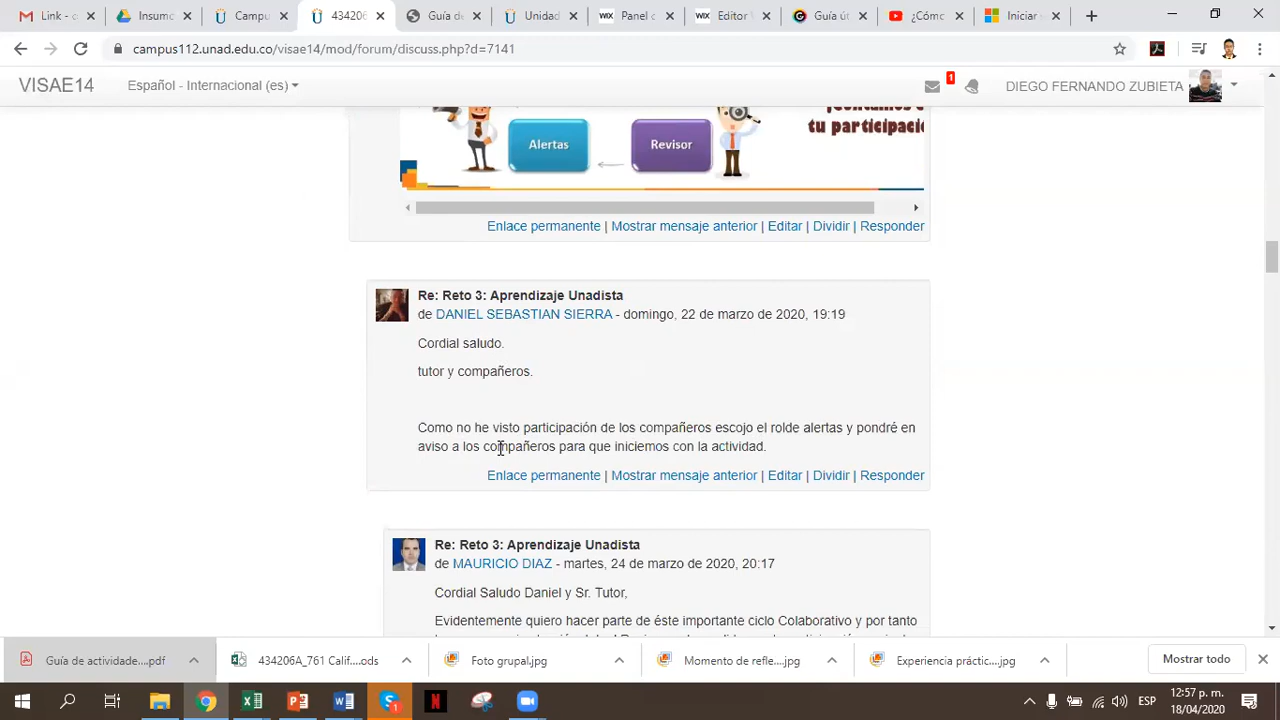 Link - c
Insumo
Campu
434206
Guía de
Unidad
Panel c
Editor
Guía út
¿Cómo
Iniciar s
campus112.unad.edu.co/visae14/mod/forum/discuss.php?d=7141
VISAE14
Español - Internacional (es)
1
DIEGO FERNANDO ZUBIETA
tu participació
Alertas
Revisor
Enlace permanente | Mostrar mensaje anterior | Editar | Dividir | Responder
Re: Reto 3: Aprendizaje Unadista
de DANIEL SEBASTIAN SIERRA - domingo, 22 de marzo de 2020, 19:19
Cordial saludo.
tutor y compañeros.
Como no he visto participación de los compañeros escojo el rolde alertas y pondré en
aviso a los compañeros para que iniciemos con la actividad.
Enlace permanente | Mostrar mensaje anterior | Editar | Dividir | Responder
Re: Reto 3: Aprendizaje Unadista
de MAURICIO DIAZ - martes, 24 de marzo de 2020, 20:17
Cordial Saludo Daniel y Sr. Tutor,
Evidentemente quiero hacer parte de éste importante ciclo Colaborativo y por tanto
Guía de actividade....pdf
434206A_761 Calif....ods
Foto grupal.jpg
Momento de refle....jpg
Experiencia práctic....jpg
Mostrar todo
ESP
12:57 p. m.
18/04/2020